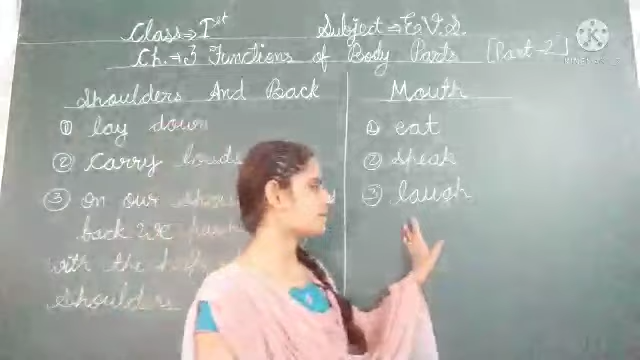 Class⇒Ist Subject⇒E.V.S.
Ch.⇒3 Functions of Body Parts [Part-2]
KINEMASTER
Shoulders And Back
① lay down
② carry loads
③ On our
back we
with the
shoulders
Mouth
① eat
② speak
③ laugh